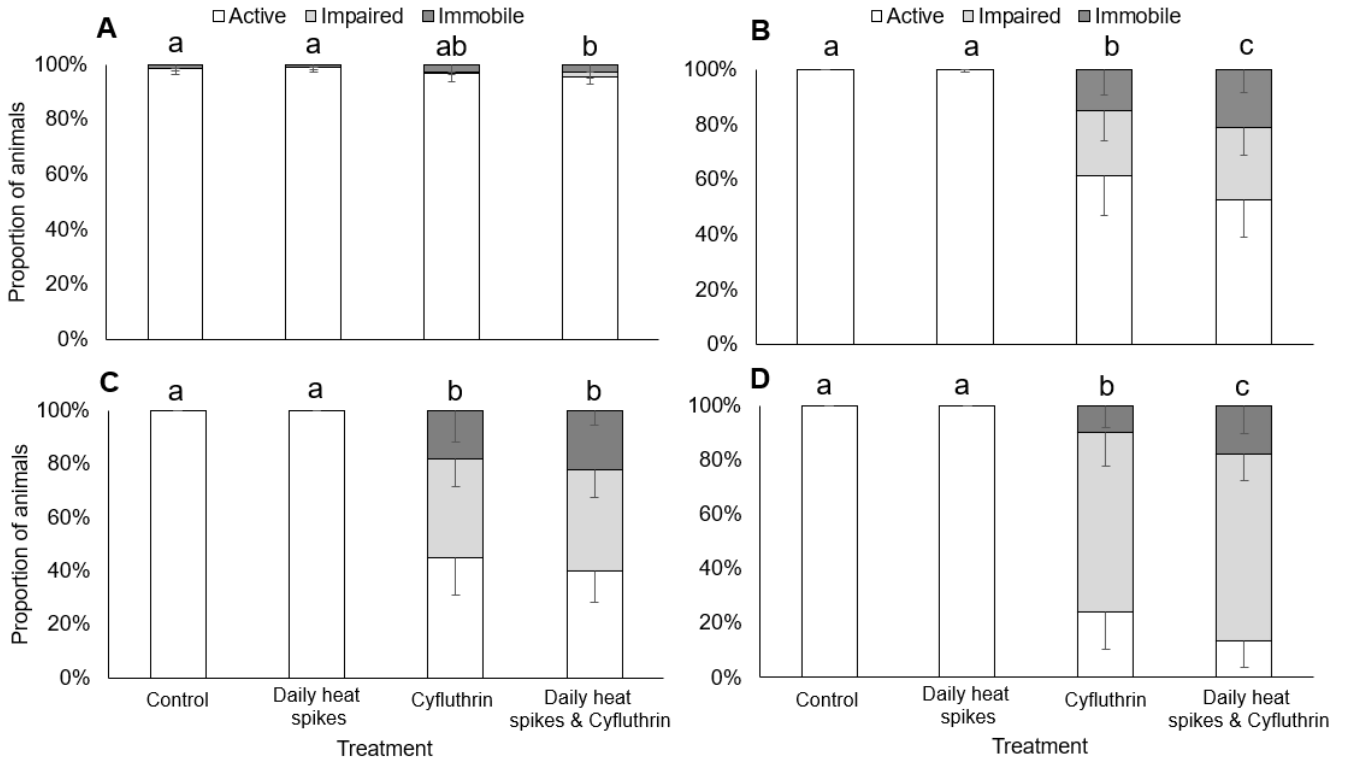 Active Impaired Immobile
A
a a ab b
100%
80%
60%
40%
20%
0%
Proportion of animals
Active Impaired Immobile
B
a a b c
100%
80%
60%
40%
20%
0%
C
a a b b
100%
80%
60%
40%
20%
0%
Proportion of animals
Control
Daily heat
spikes
Cyfluthrin
Daily heat
spikes & Cyfluthrin
Treatment
D
a a b c
100%
80%
60%
40%
20%
0%
Control
Daily heat
spikes
Cyfluthrin
Daily heat
spikes & Cyfluthrin
Treatment